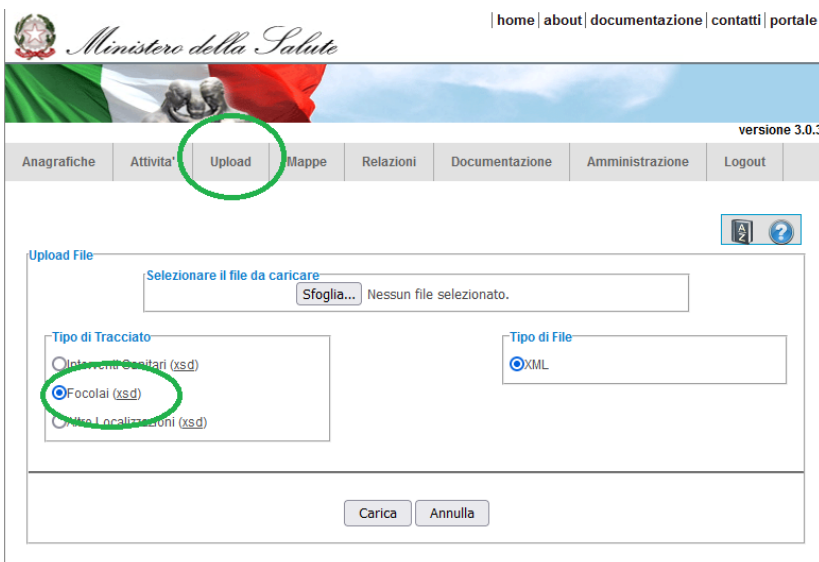 home | about | documentazione | contatti | portale
Ministero della Salute
versione 3.0.3
Anagrafiche Attivita' Upload Mappe Relazioni Documentazione Amministrazione Logout
A Z ?
Upload File
Selezionare il file da caricare
Sfoglia... Nessun file selezionato.
Tipo di Tracciato Tipo di File
Interventi Sanitari (xsd) XML
Focolai (xsd)
Altre Localizzazioni (xsd)
Carica Annulla